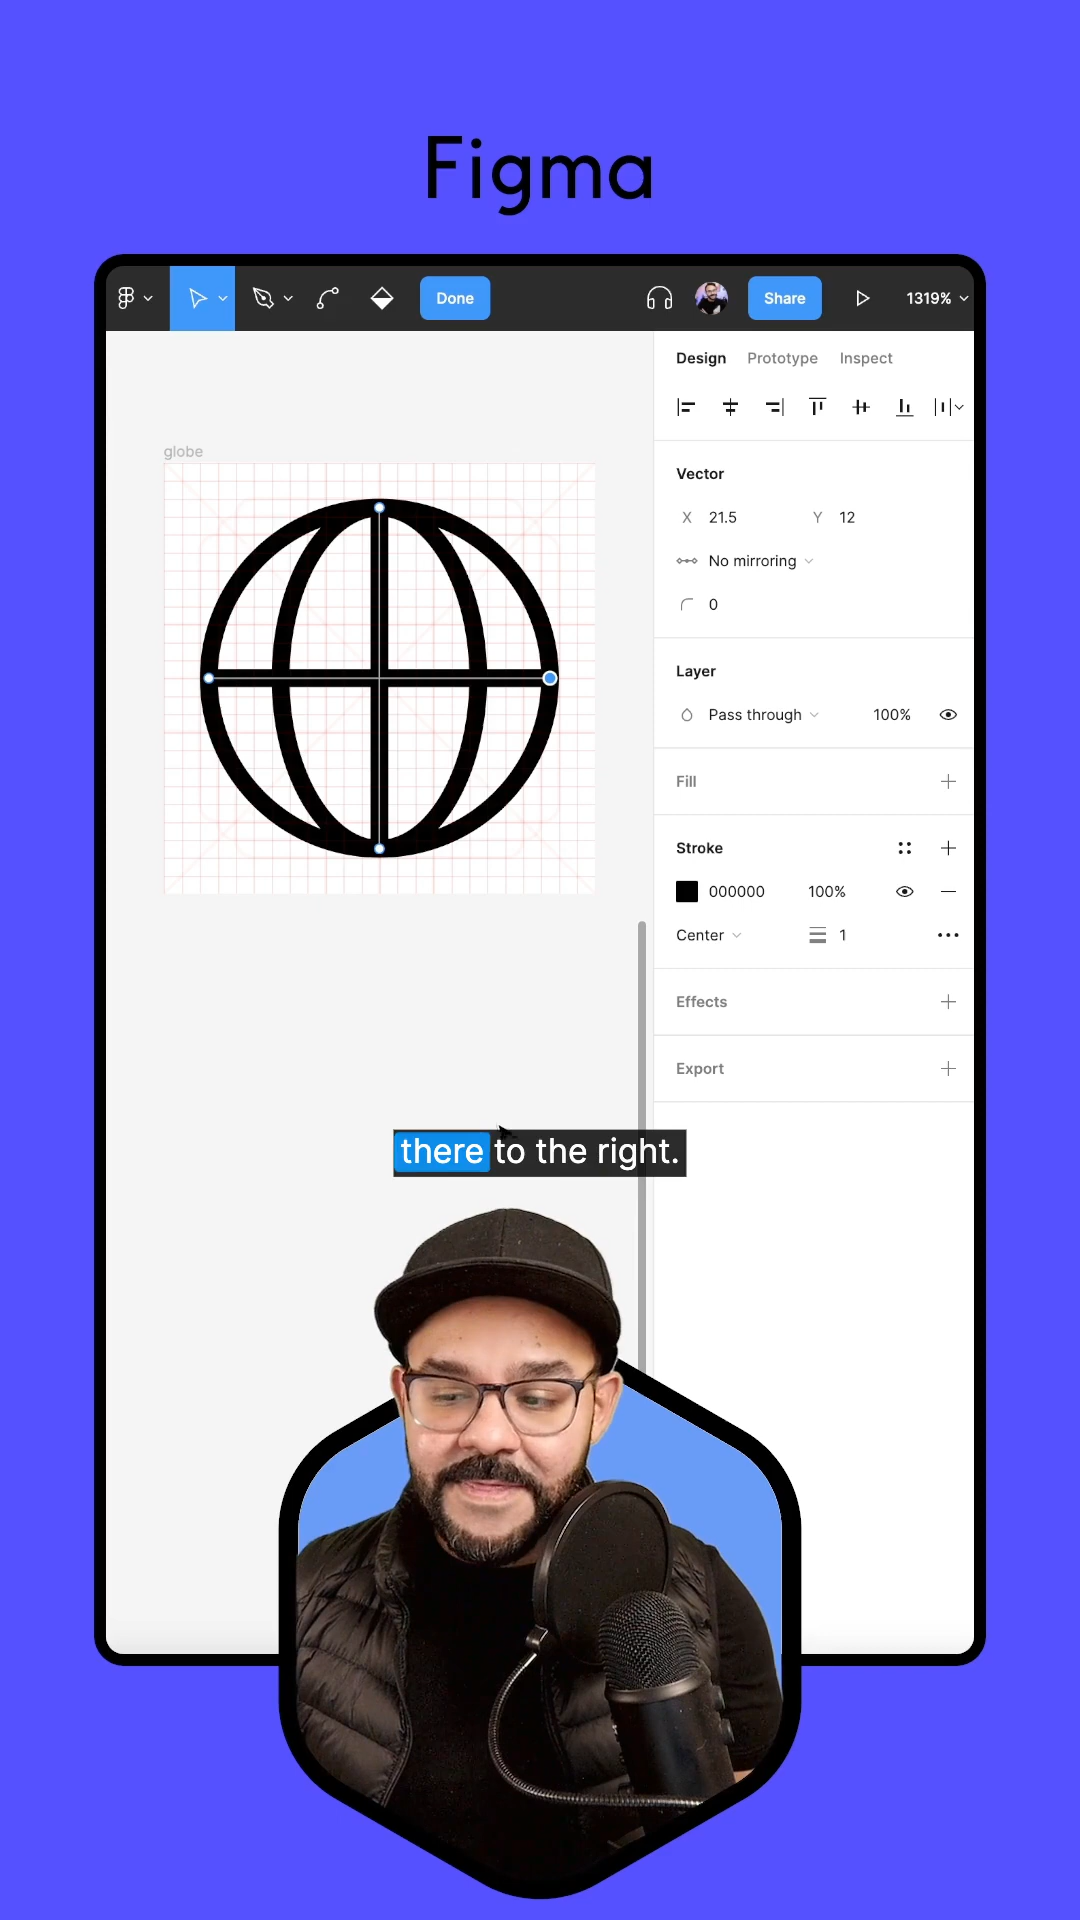 Figma
Done
Share
1319%
Design Prototype Inspect
globe
Vector
X 21.5 Y 12
No mirroring
0
Layer
Pass through 100%
Fill
Stroke
000000 100%
Center 1
Effects
Export
there to the right.